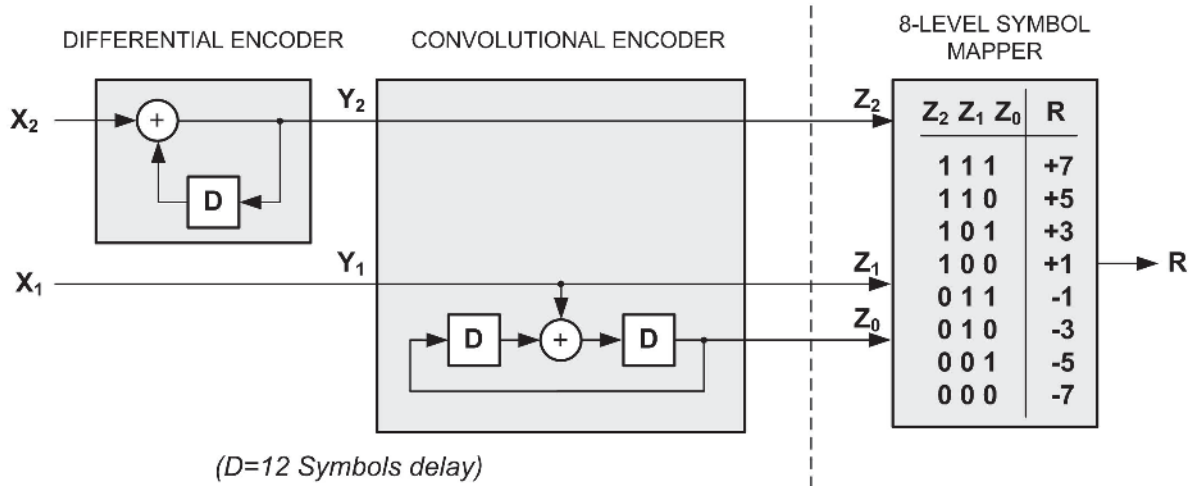 DIFFERENTIAL ENCODER
CONVOLUTIONAL ENCODER
8-LEVEL SYMBOL
MAPPER
X₂
+
D
Y₂
Z₂
X₁
Y₁
D
+
D
Z₁
Z₀
Z₂ Z₁ Z₀ R
1 1 1 +7
1 1 0 +5
1 0 1 +3
1 0 0 +1
0 1 1 -1
0 1 0 -3
0 0 1 -5
0 0 0 -7
R
(D=12 Symbols delay)